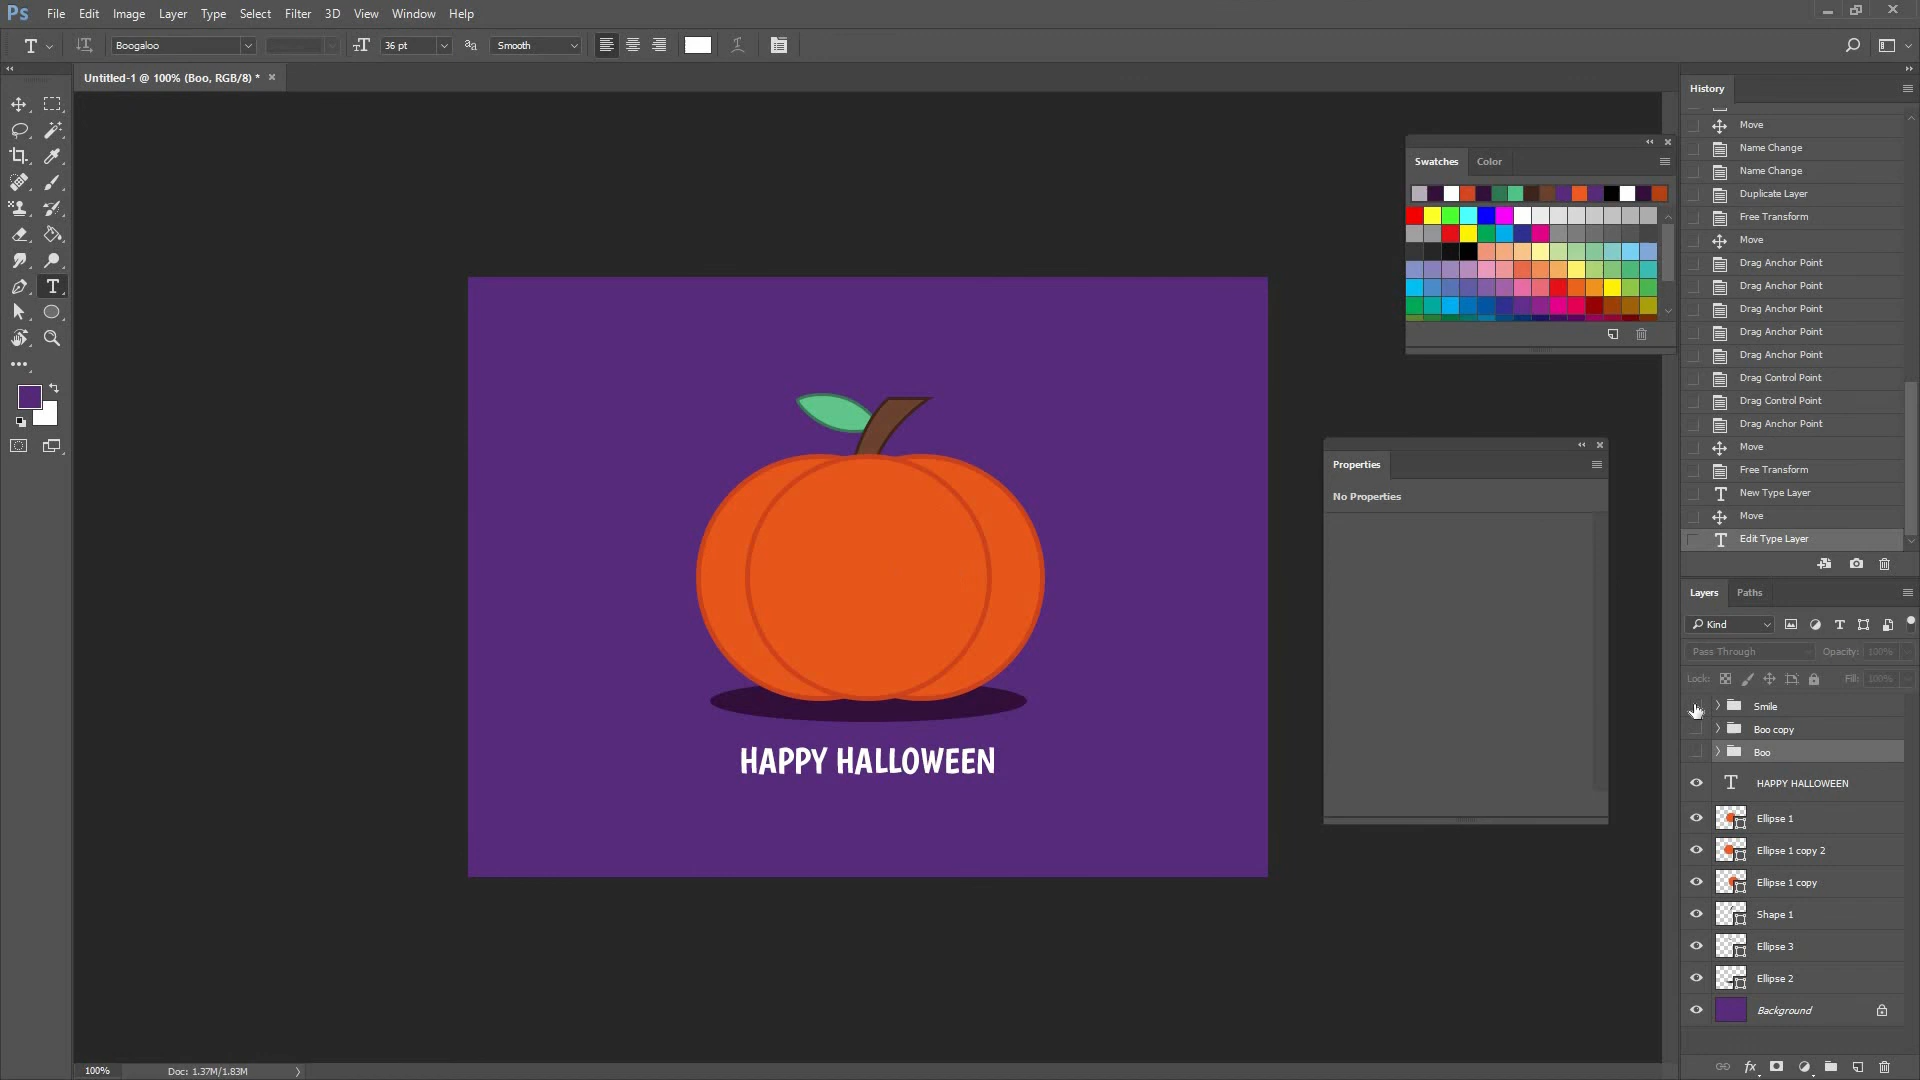 Ps File Edit Image Layer Type Select Filter 3D View Window Help
T Boogaloo 36 pt aa Smooth
Untitled-1 @ 100% (Boo, RGB/8) * ×
History
Move
Name Change
Name Change
Duplicate Layer
Free Transform
Move
Drag Anchor Point
Drag Anchor Point
Drag Anchor Point
Drag Anchor Point
Drag Anchor Point
Drag Control Point
Drag Control Point
Drag Anchor Point
Move
Free Transform
New Type Layer
Move
Edit Type Layer
Swatches Color
Properties
No Properties
HAPPY HALLOWEEN
Layers Paths
Kind
Pass Through Opacity: 100%
Lock: Fill: 100%
Smile
Boo copy
Boo
HAPPY HALLOWEEN
Ellipse 1
Ellipse 1 copy 2
Ellipse 1 copy
Shape 1
Ellipse 3
Ellipse 2
Background
fx
100% Doc: 1.37M/1.83M